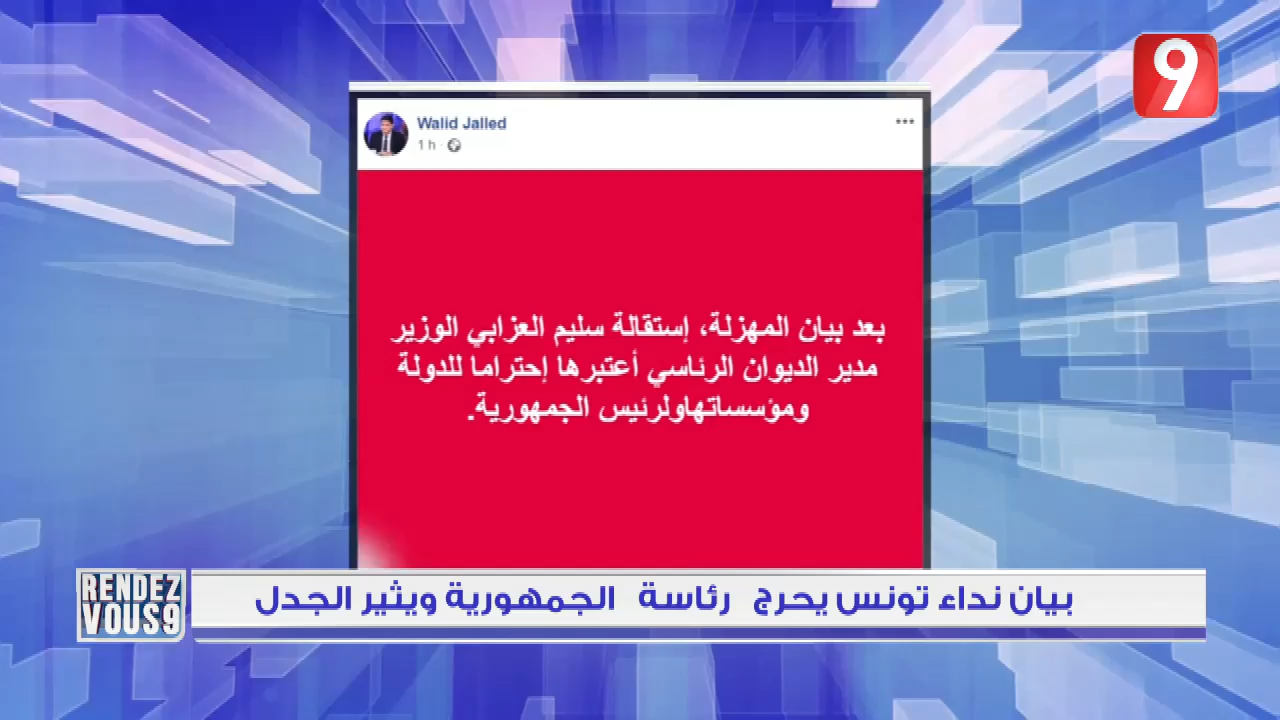 9
Walid Jalled
1 h
بعد بيان المهزلة، إستقالة سليم العزابي الوزير
مدير الديوان الرئاسي أعتبرها إحتراما للدولة
ومؤسساتهاولرئيس الجمهورية.
RENDEZ
VOUS9
بيان نداء تونس يحرج رئاسة الجمهورية ويثير الجدل